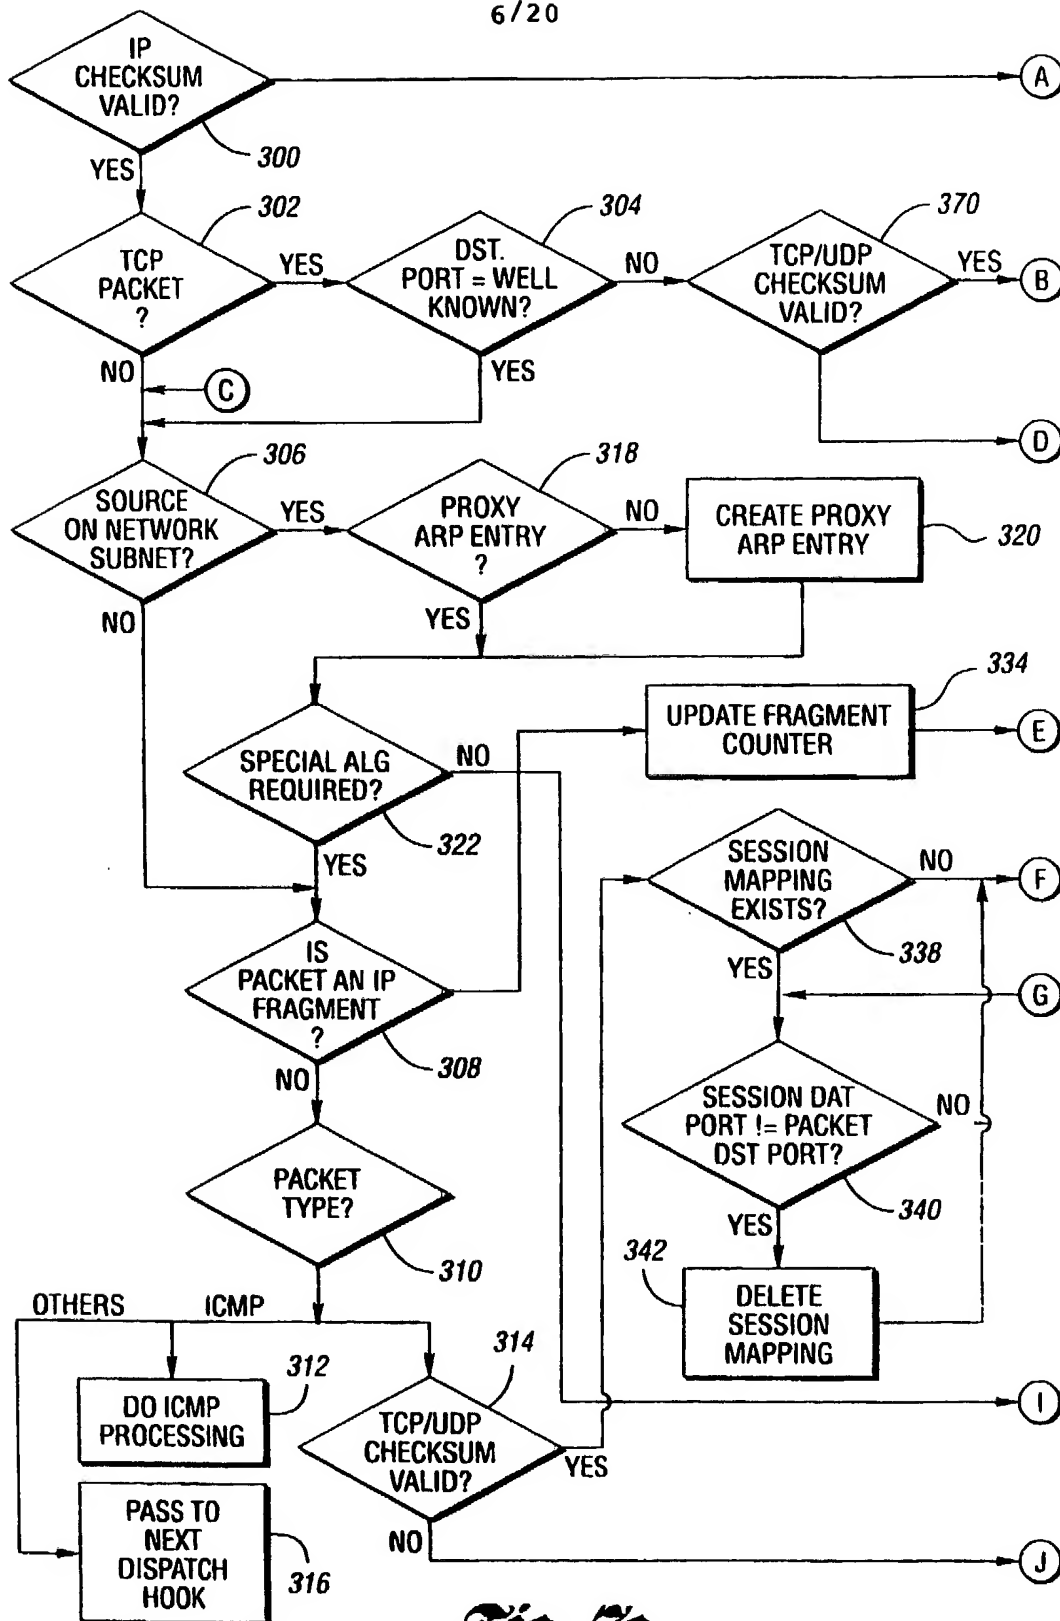 6/20
IP
CHECKSUM
VALID?
A
300
YES
302
304
370
TCP
PACKET
?
YES
DST.
PORT = WELL
KNOWN?
NO
TCP/UDP
CHECKSUM
VALID?
YES
B
NO
YES
C
D
306
318
SOURCE
ON NETWORK
SUBNET?
YES
PROXY
ARP ENTRY
?
NO
CREATE PROXY
ARP ENTRY
320
NO
YES
334
UPDATE FRAGMENT
COUNTER
E
SPECIAL ALG
REQUIRED?
NO
322
YES
SESSION
MAPPING
EXISTS?
NO
F
338
YES
G
IS
PACKET AN IP
FRAGMENT
?
308
NO
SESSION DAT
PORT != PACKET
DST PORT?
NO
340
YES
PACKET
TYPE?
310
342
DELETE
SESSION
MAPPING
OTHERS
ICMP
312
314
DO ICMP
PROCESSING
I
TCP/UDP
CHECKSUM
VALID?
YES
PASS TO
NEXT
DISPATCH
HOOK
316
NO
J